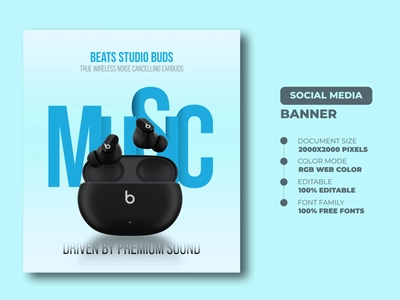 BEATS STUDIO BUDS
TRUE WIRELESS NOISE CANCELLING EARBUDS
MUSC
b
b
b
DRIVEN BY PREMIUM SOUND
SOCIAL MEDIA
BANNER
DOCUMENT SIZE
2000X2000 PIXELS
COLOR MODE
RGB WEB COLOR
EDITABLE
100% EDITABLE
FONT FAMILY
100% FREE FONTS